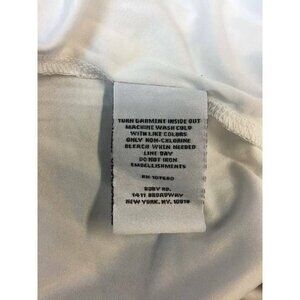 TURN GARMENT INSIDE OUT
MACHINE WASH COLD
WITH LIKE COLORS
ONLY NON-CHLORINE
BLEACH WHEN NEEDED
LINE DRY
DO NOT IRON
EMBELLISHMENTS
RUBY RD.
1411 BROADWAY
NEW YORK, NY. 10018